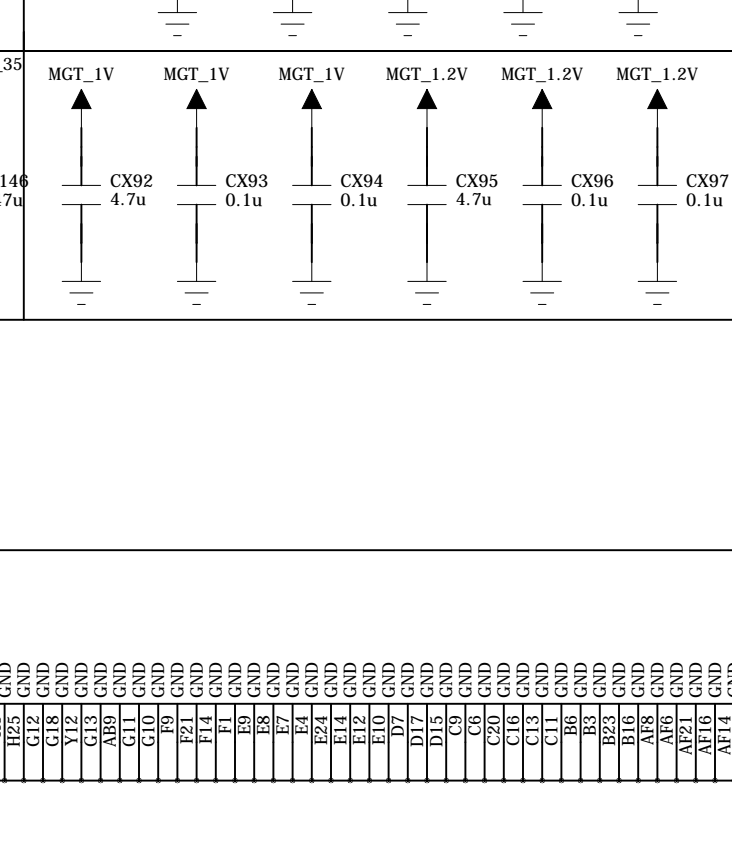 _35
MGT_1V MGT_1V MGT_1V MGT_1.2V MGT_1.2V MGT_1.2V
146 CX92 CX93 CX94 CX95 CX96 CX97
7u 4.7u 0.1u 0.1u 4.7u 0.1u 0.1u
GND GND GND GND GND GND GND GND GND GND GND GND GND GND GND GND GND GND GND GND GND GND GND GND GND GND GND GND GND GND GND GND GND GND GND GND GND GND GND
H25 G12 G18 Y12 G13 AB9 G11 G10 F9 F21 F14 F1 E9 E8 E7 E4 E24 E14 E12 E10 D7 D17 D15 C9 C6 C20 C16 C13 C11 B6 B3 B23 B16 AF8 AF6 AF21 AF16 AF14